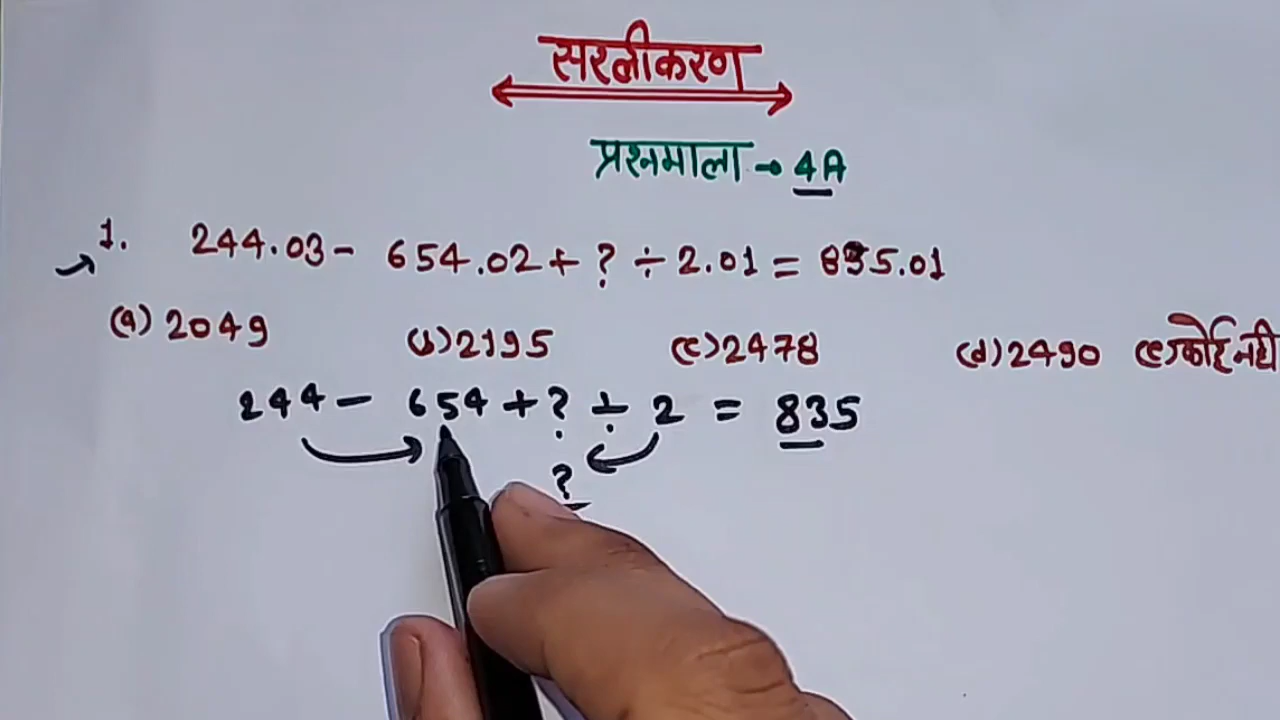 सरलीकरण
प्रश्नमाला → 4A
1. 244.03 - 654.02 + ? ÷ 2.01 = 835.01
(a) 2049 (b) 2195 (c) 2478 (d) 2490 (e) कोई नही
244 - 654 + ? ÷ 2 = 835
?